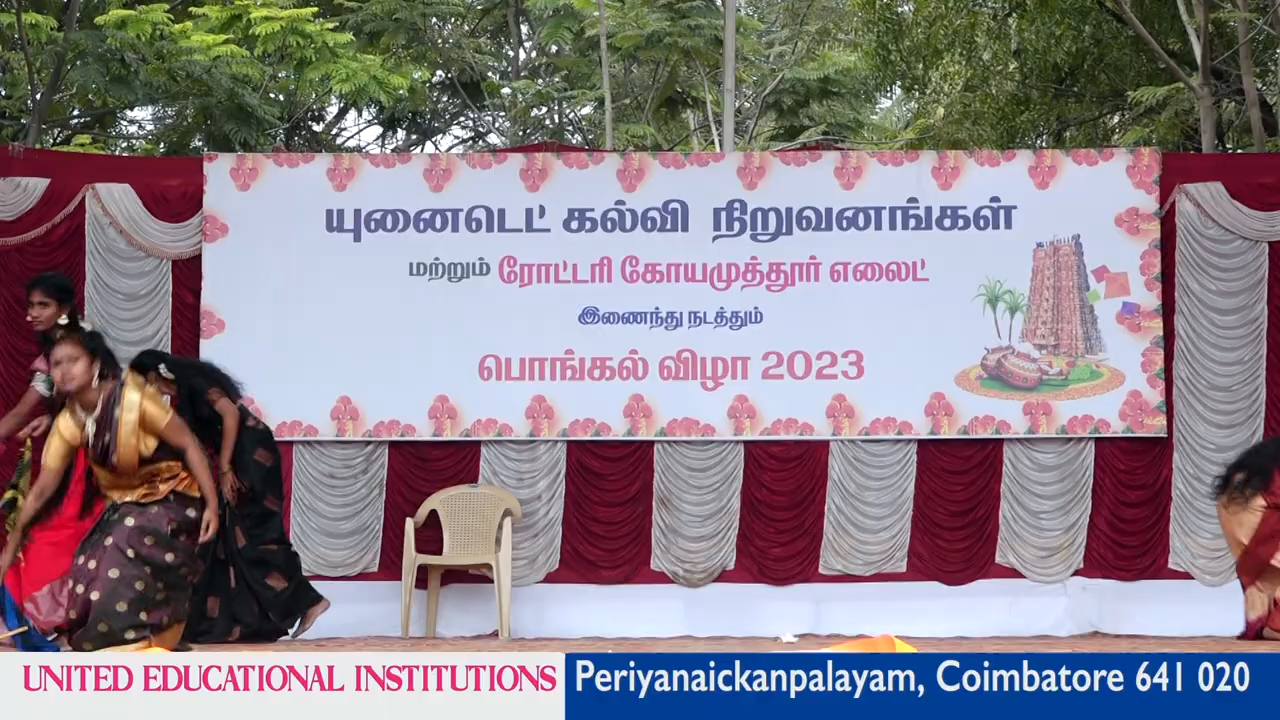 யுனைடெட் கல்வி நிறுவனங்கள்
மற்றும் ரோட்டரி கோயமுத்தூர் எலைட்
இணைந்து நடத்தும்
பொங்கல் விழா 2023
UNITED EDUCATIONAL INSTITUTIONS Periyanaickanpalayam, Coimbatore 641 020